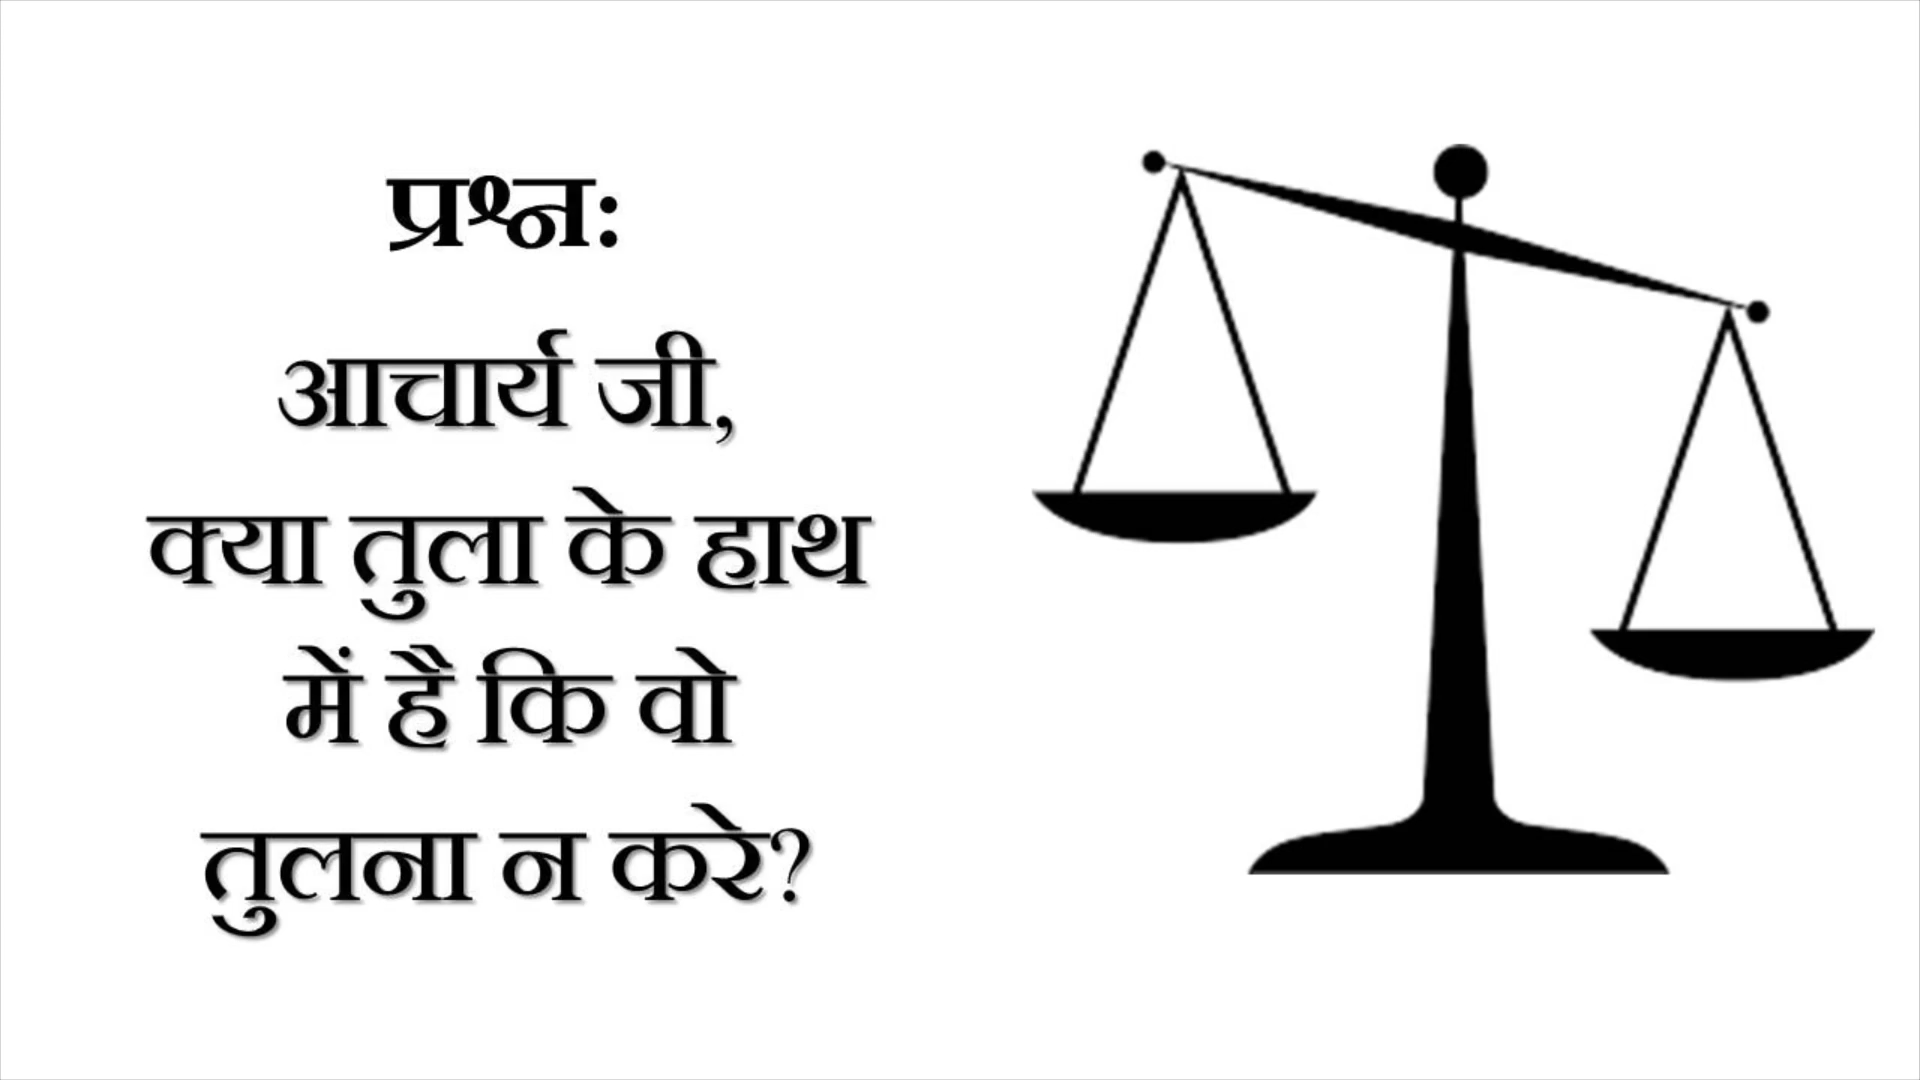 प्रश्न:
आचार्य जी,
क्या तुला के हाथ
में है कि वो
तुलना न करे?